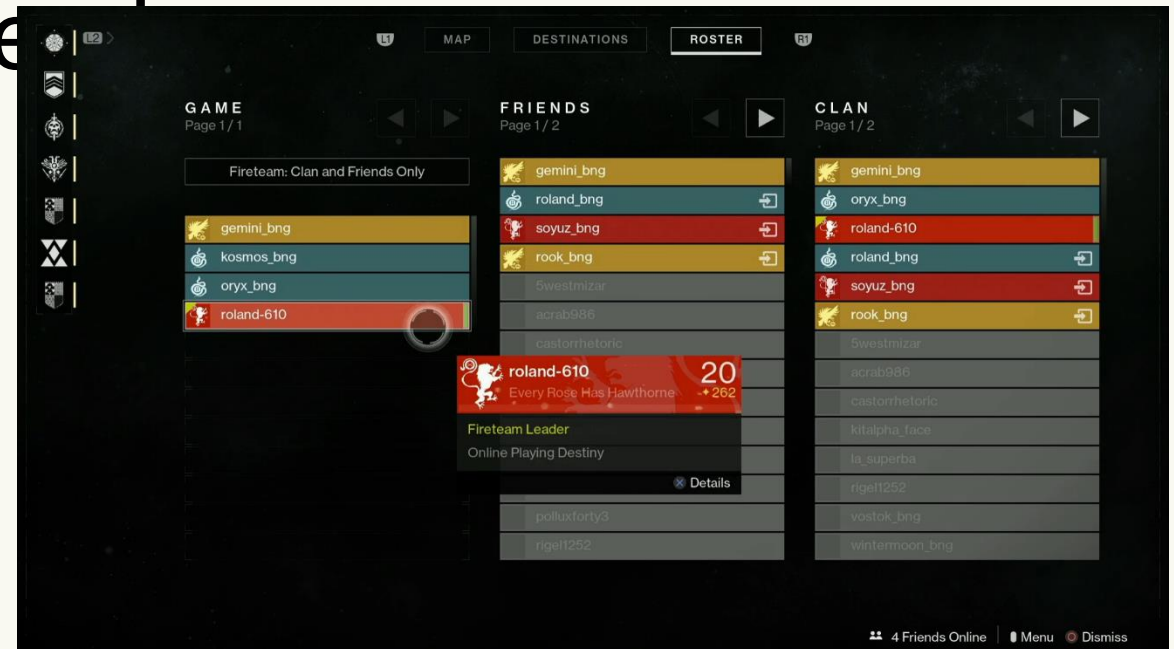 e
L2
L1
MAP
DESTINATIONS
ROSTER
R1
GAME
Page 1 / 1
Fireteam: Clan and Friends Only
gemini_bng
kosmos_bng
oryx_bng
roland-610
FRIENDS
Page 1 / 2
gemini_bng
roland_bng
soyuz_bng
rook_bng
5westmizar
acrab986
castorrhetoric
polluxforty3
rigel1252
roland-610
20
Every Rose Has Hawthorne
262
Fireteam Leader
Online Playing Destiny
Details
CLAN
Page 1 / 2
gemini_bng
oryx_bng
roland-610
roland_bng
soyuz_bng
rook_bng
5westmizar
acrab986
castorrhetoric
kitalpha_face
la_superba
rigel1252
vostok_bng
wintermoon_bng
4 Friends Online
Menu
Dismiss